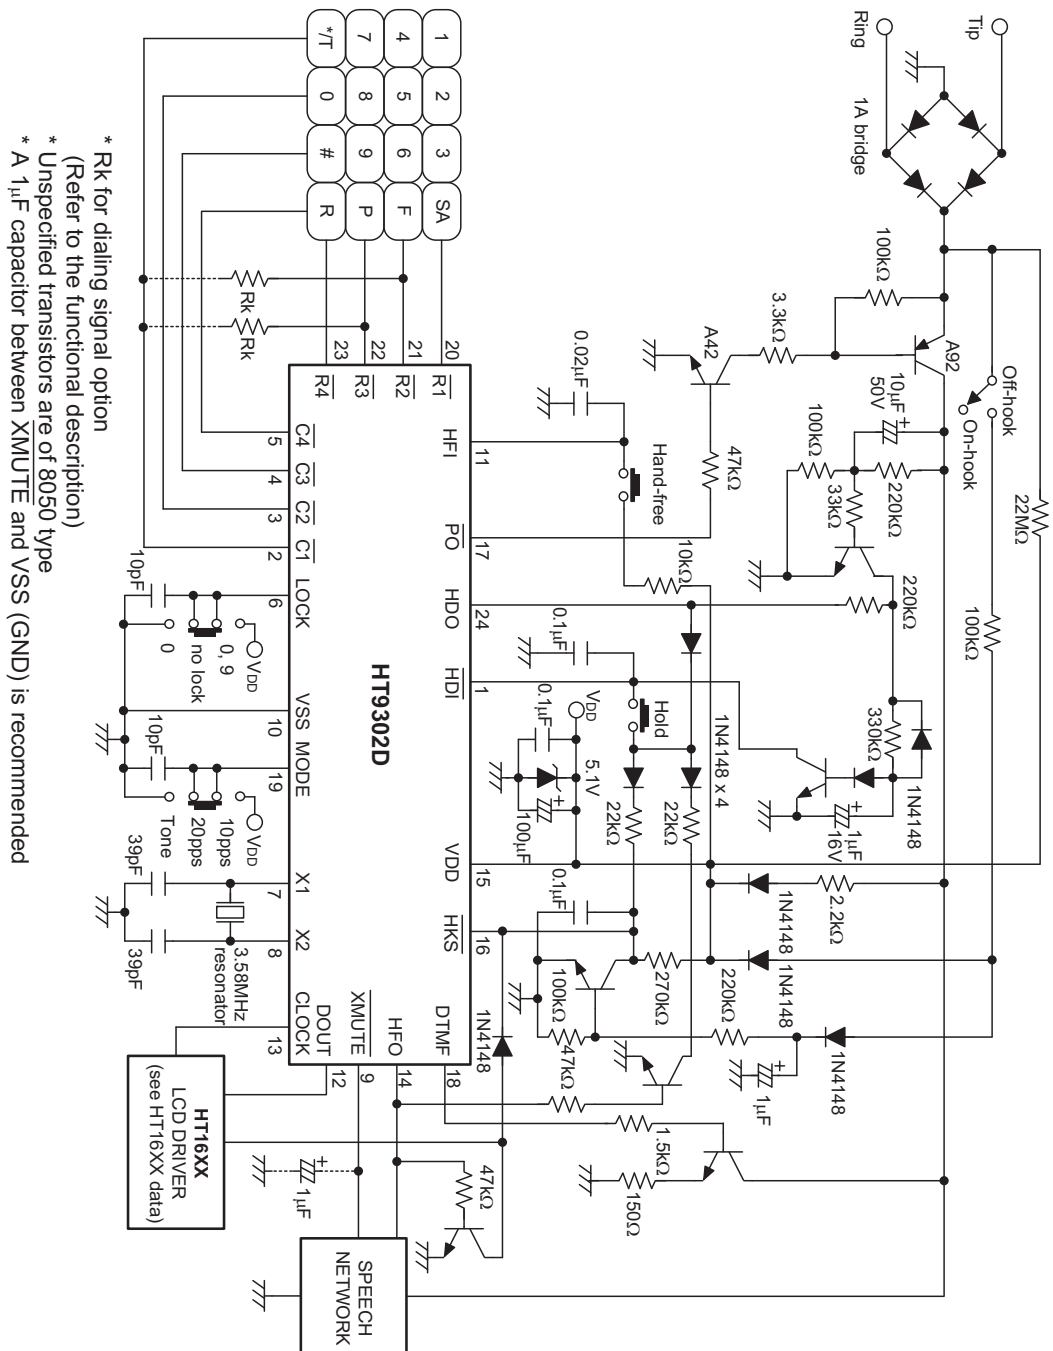 Tip
Ring
1A bridge
100kΩ
3.3kΩ
A42
A92
Off-hook
On-hook
10μF
50V
100kΩ
220kΩ
33kΩ
22MΩ
100kΩ
47kΩ
0.02μF
Hand-free
10kΩ
220kΩ
330kΩ
1N4148
1μF
16V
0.1μF
Hold
1N4148 x 4
VDD
0.1μF
5.1V
100μF
22kΩ
22kΩ
0.1μF
1N4148
2.2kΩ
270kΩ
1N4148
100kΩ
220kΩ
1N4148
47kΩ
1μF
1N4148
1.5kΩ
150Ω
47kΩ
1 2 3 SA
4 5 6 F
7 8 9 P
*/T 0 # R
Rk
Rk
20
21
22
23
R1
R2
R3
R4
HFI
11
PO
17
HDO
24
HDI
1
VDD
15
HKS
16
DTMF
18
HFO
14
XMUTE
9
DOUT
12
CLOCK
13
HT9302D
C4
5
C3
4
C2
3
C1
2
LOCK
6
VSS
10
MODE
19
X1
7
X2
8
10pF
VDD
0, 9
no lock
0
10pF
VDD
10pps
20pps
Tone
39pF
39pF
3.58MHz
resonator
HT16XX
LCD DRIVER
(see HT16XX data)
1μF
SPEECH
NETWORK
* Rk for dialing signal option
(Refer to the functional description)
* Unspecified transistors are of 8050 type
* A 1μF capacitor between XMUTE and VSS (GND) is recommended